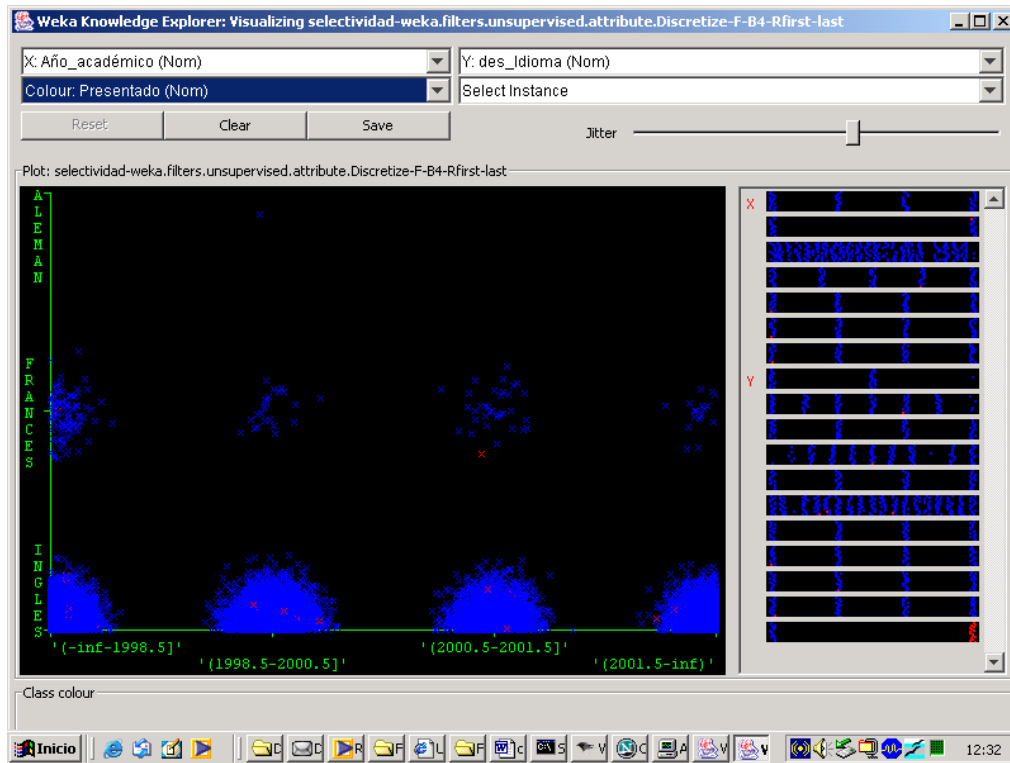 Weka Knowledge Explorer: Visualizing selectividad-weka.filters.unsupervised.attribute.Discretize-F-B4-Rfirst-last
X: Año_académico (Nom)
Y: des_Idioma (Nom)
Colour: Presentado (Nom)
Select Instance
Reset
Clear
Save
Jitter
Plot: selectividad-weka.filters.unsupervised.attribute.Discretize-F-B4-Rfirst-last
ALEMAN
FRANCES
INGLES
X
Y
'(-inf-1998.5]'
'(1998.5-2000.5]'
'(2000.5-2001.5]'
'(2001.5-inf)'
Class colour
Inicio
12:32